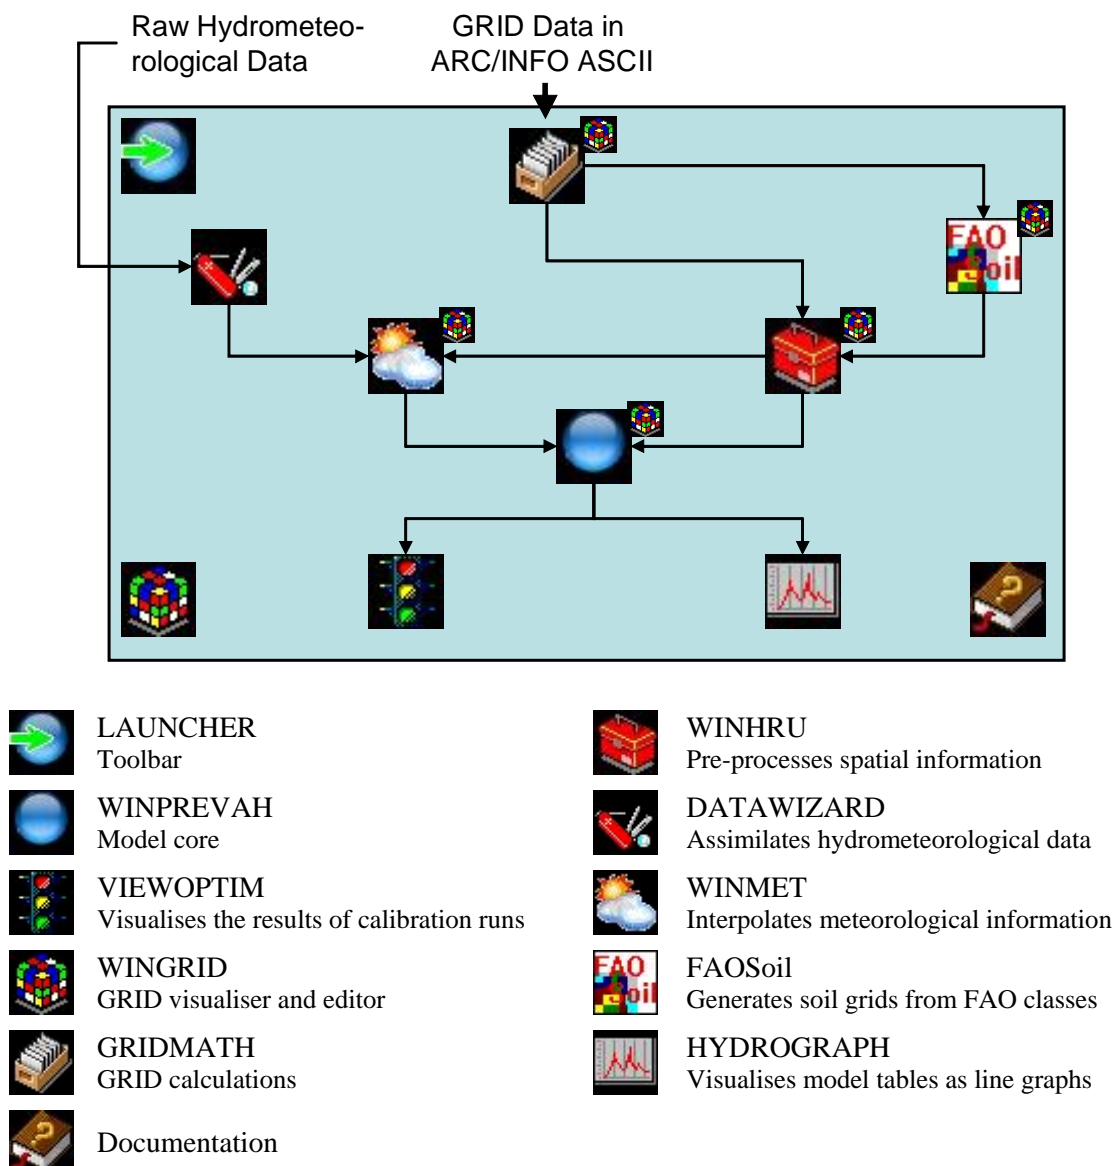 Raw Hydrometeo-
rological Data
GRID Data in
ARC/INFO ASCII
FAO
Soil
LAUNCHER
Toolbar
WINPREVAH
Model core
VIEWOPTIM
Visualises the results of calibration runs
WINGRID
GRID visualiser and editor
GRIDMATH
GRID calculations
Documentation
WINHRU
Pre-processes spatial information
DATAWIZARD
Assimilates hydrometeorological data
WINMET
Interpolates meteorological information
FAO
Soil
FAOSoil
Generates soil grids from FAO classes
HYDROGRAPH
Visualises model tables as line graphs